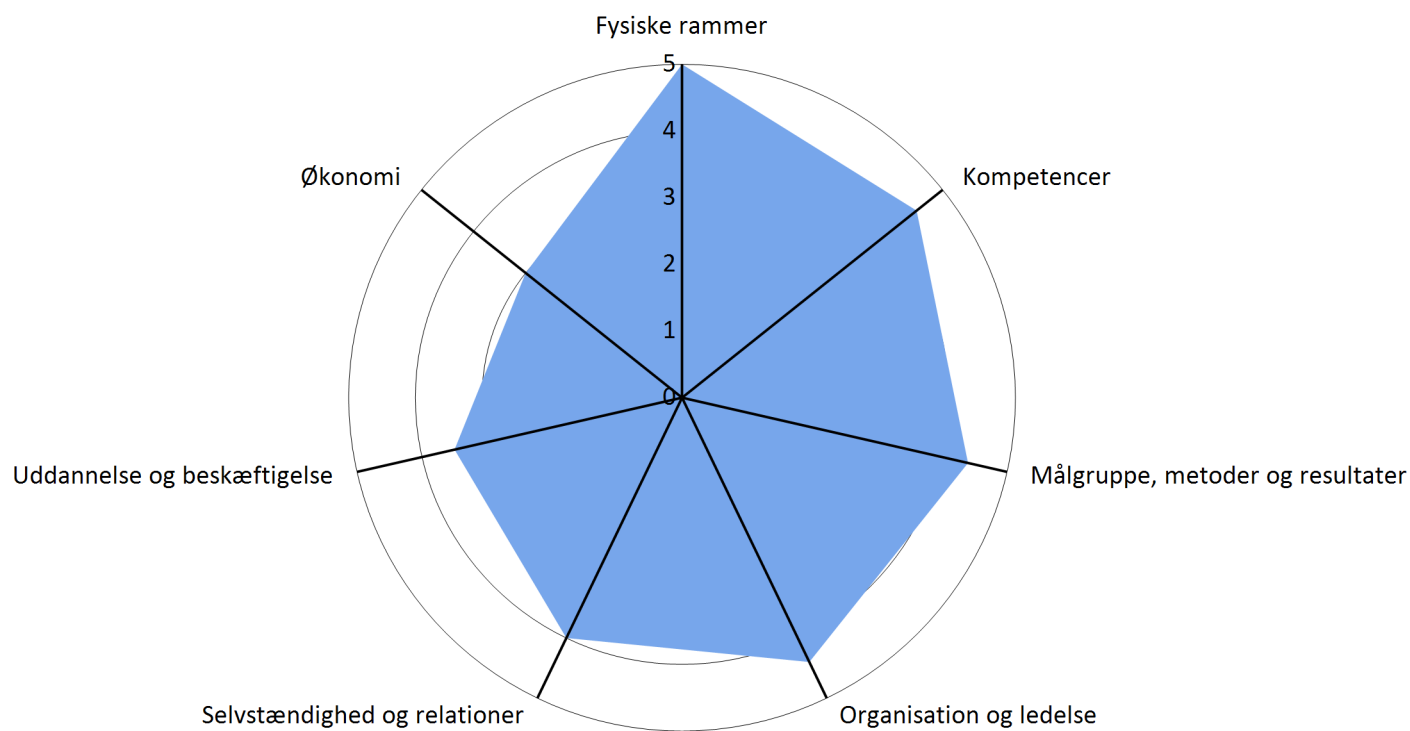 Fysiske rammer
5
4
Økonomi
Kompetencer
3
2
1
0
Uddannelse og beskæftigelse
Målgruppe, metoder og resultater
Selvstændighed og relationer
Organisation og ledelse